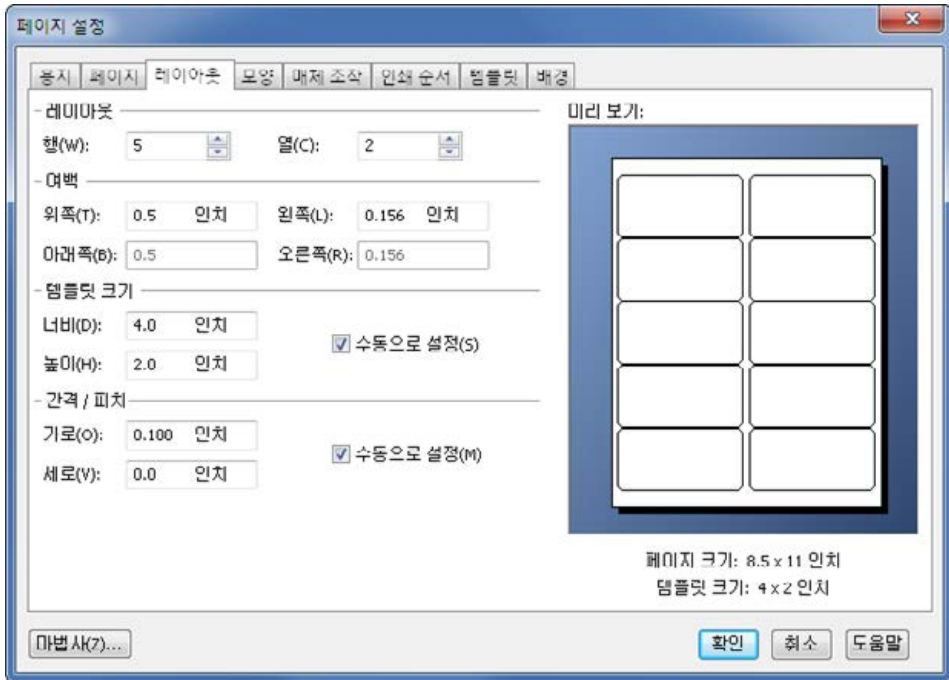 페이지 설정
용지 페이지 레이아웃 모양 매체 조작 인쇄 순서 템플릿 배경
레이아웃
행(W): 5 열(C): 2
여백
위쪽(T): 0.5 인치 왼쪽(L): 0.156 인치
아래쪽(B): 0.5 오른쪽(R): 0.156
템플릿 크기
너비(D): 4.0 인치
수동으로 설정(S)
높이(H): 2.0 인치
간격 / 피치
가로(O): 0.100 인치
수동으로 설정(M)
세로(V): 0.0 인치
미리 보기:
페이지 크기: 8.5 x 11 인치
템플릿 크기: 4 x 2 인치
마법사(Z)...
확인 취소 도움말